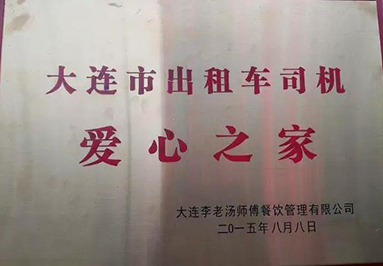 大连市出租车司机
爱心之家
大连李老汤师傅餐饮管理有限公司
二〇一五年八月八日